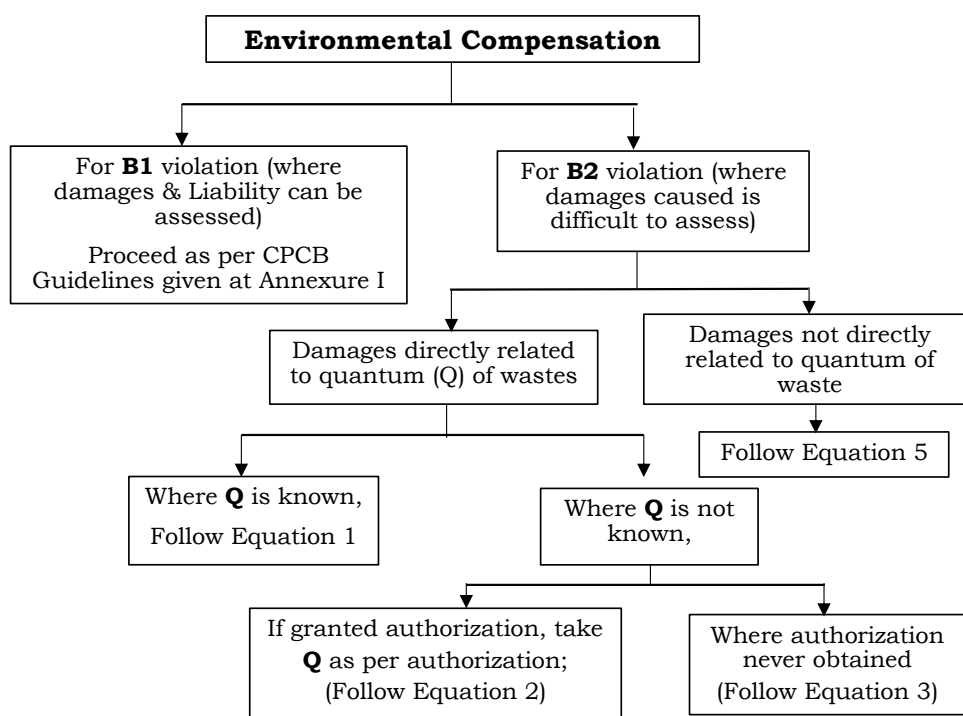 Environmental Compensation
For B1 violation (where
damages & Liability can be
assessed)
Proceed as per CPCB
Guidelines given at Annexure I
For B2 violation (where
damages caused is
difficult to assess)
Damages directly related
to quantum (Q) of wastes
Damages not directly
related to quantum of
waste
Follow Equation 5
Where Q is known,
Follow Equation 1
Where Q is not
known,
If granted authorization, take
Q as per authorization;
(Follow Equation 2)
Where authorization
never obtained
(Follow Equation 3)